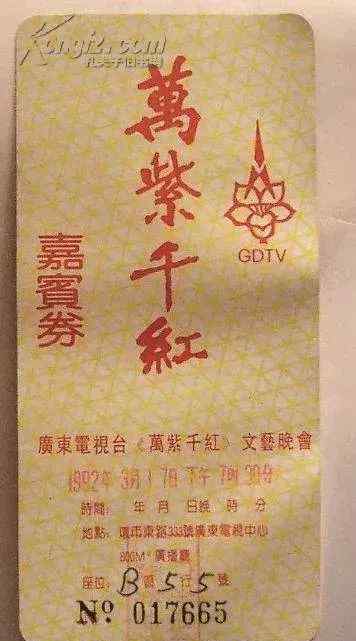 Kongfz.com
孔夫子旧书网
萬紫千紅
GDTV
嘉賓券
廣東電視台《萬紫千紅》文藝晚會
1992年 3月 17日 下午 7時 30分
時間: 年 月 日晚 時 分
地點: 環市東路333號廣東電視中心
800M² 廣播廳
座位: B區 5行 5號
Nº 017665